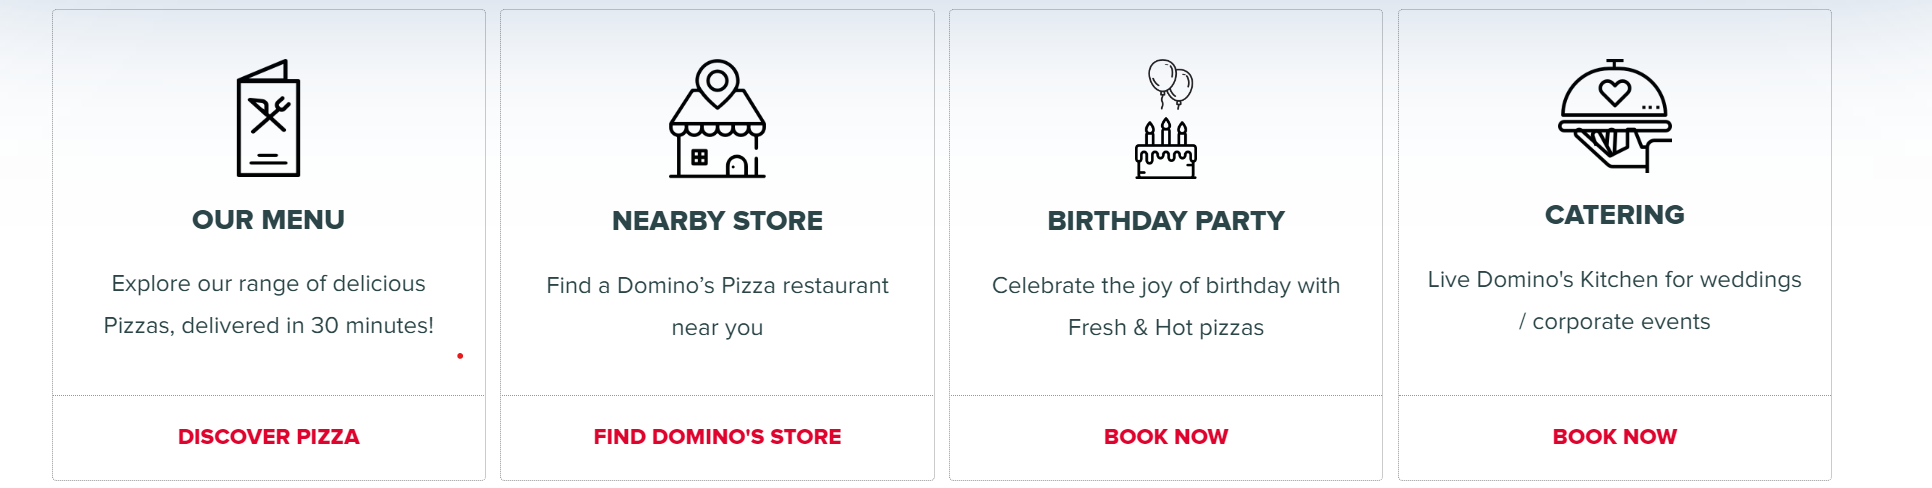 OUR MENU
Explore our range of delicious
Pizzas, delivered in 30 minutes!
DISCOVER PIZZA
NEARBY STORE
Find a Domino’s Pizza restaurant
near you
FIND DOMINO'S STORE
BIRTHDAY PARTY
Celebrate the joy of birthday with
Fresh & Hot pizzas
BOOK NOW
CATERING
Live Domino's Kitchen for weddings
/ corporate events
BOOK NOW